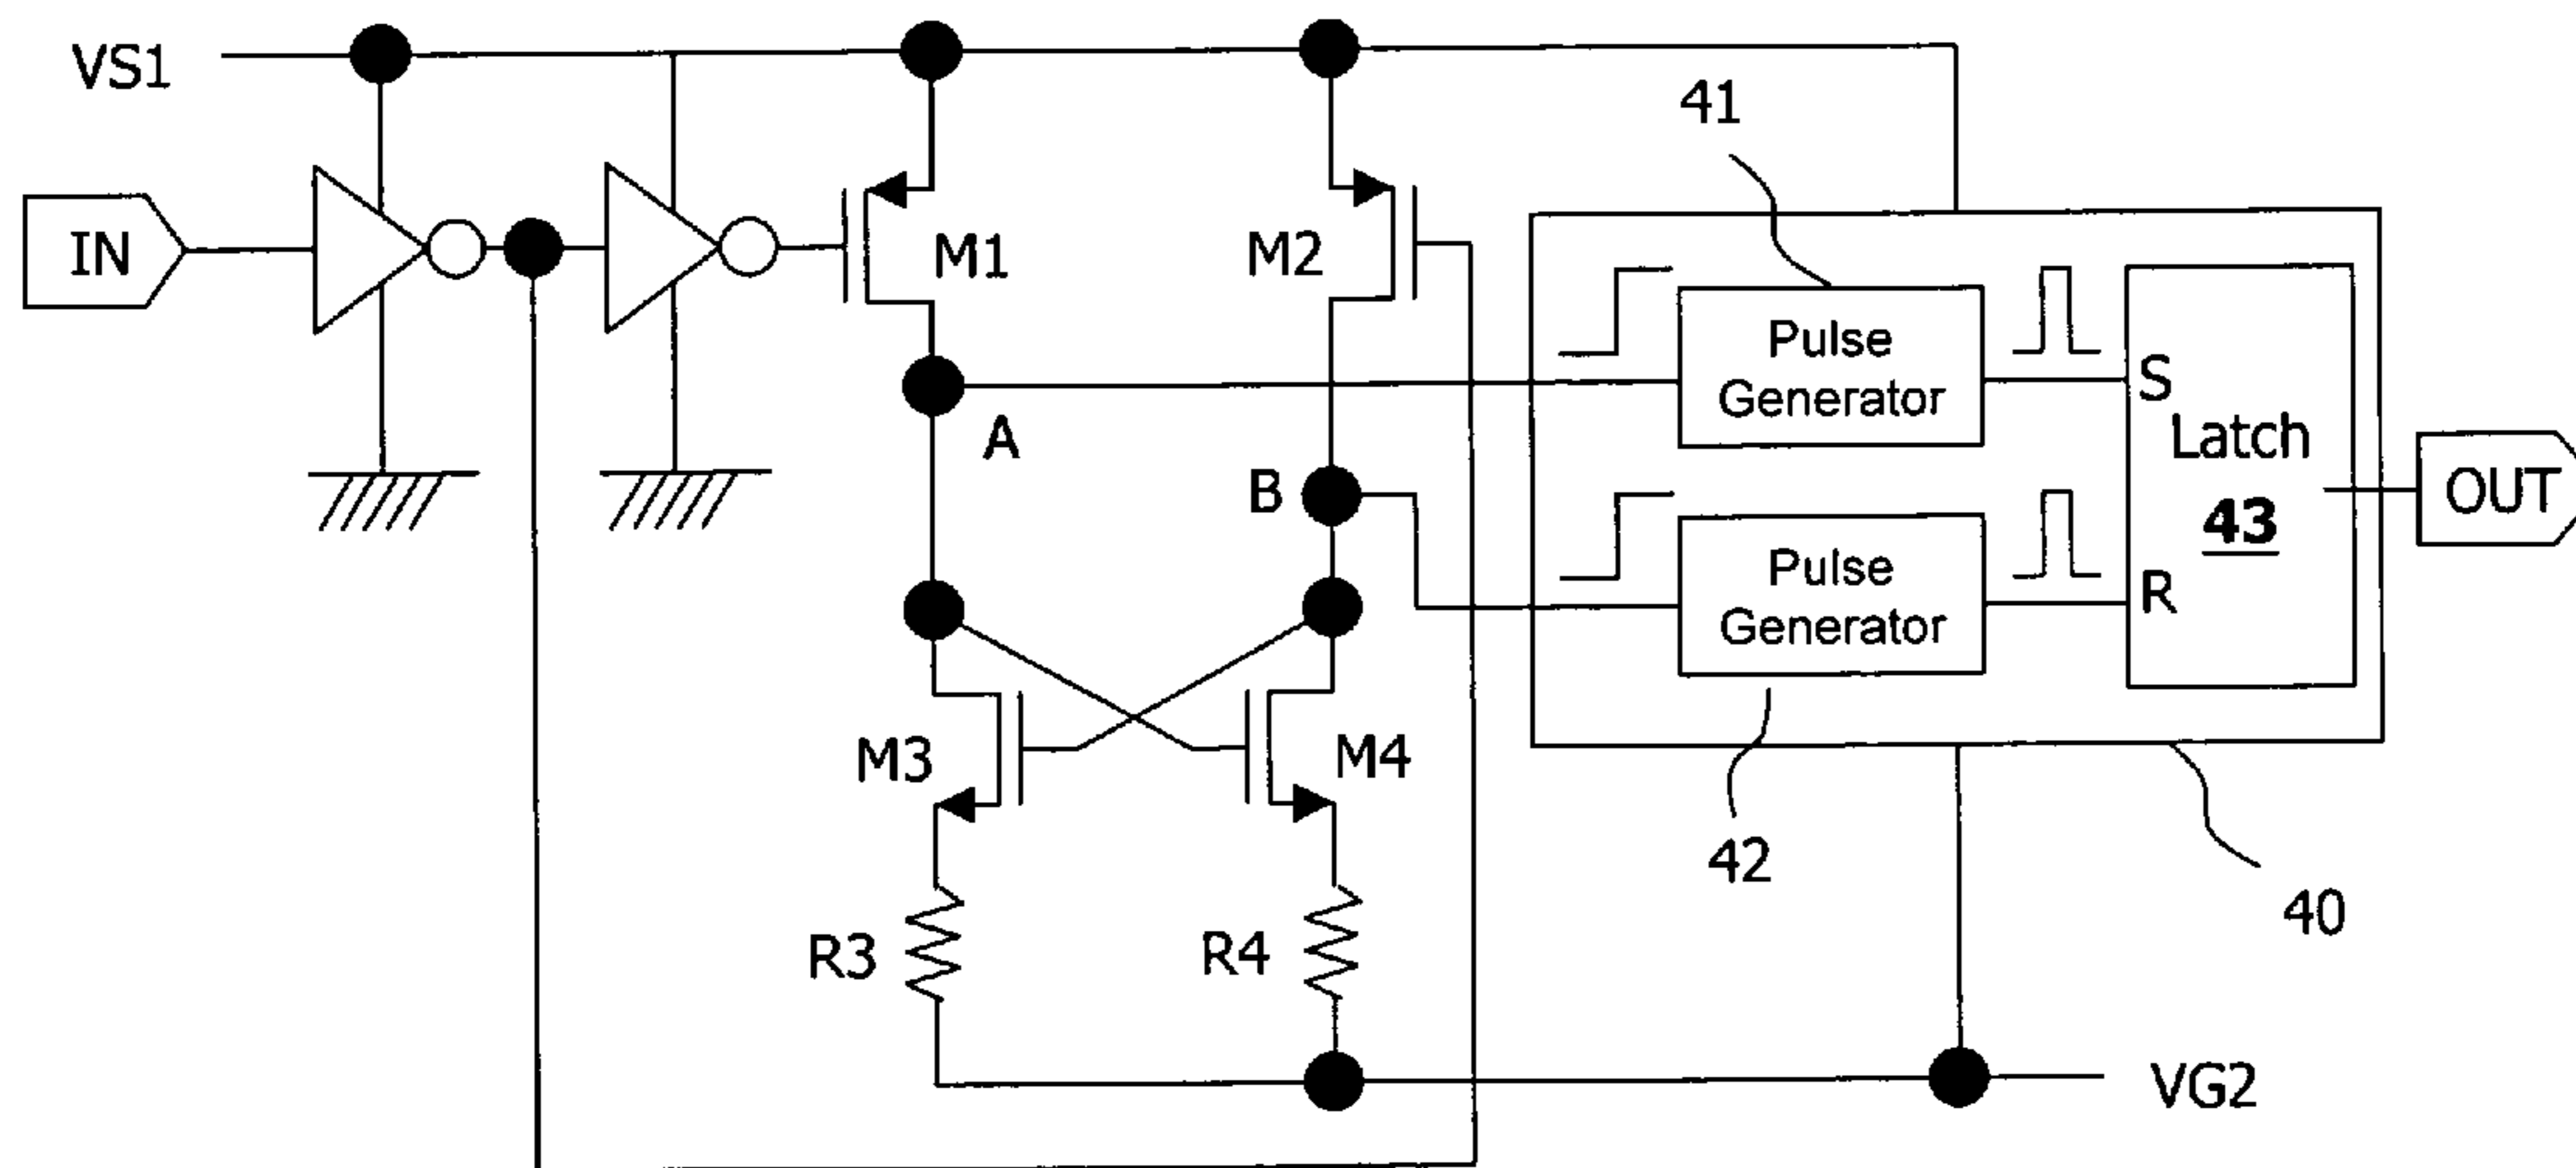 VS1
41
IN
M1
M2
Pulse
Generator
S
A
Latch
B
43
OUT
Pulse
Generator
R
M3
M4
42
40
R3
R4
VG2